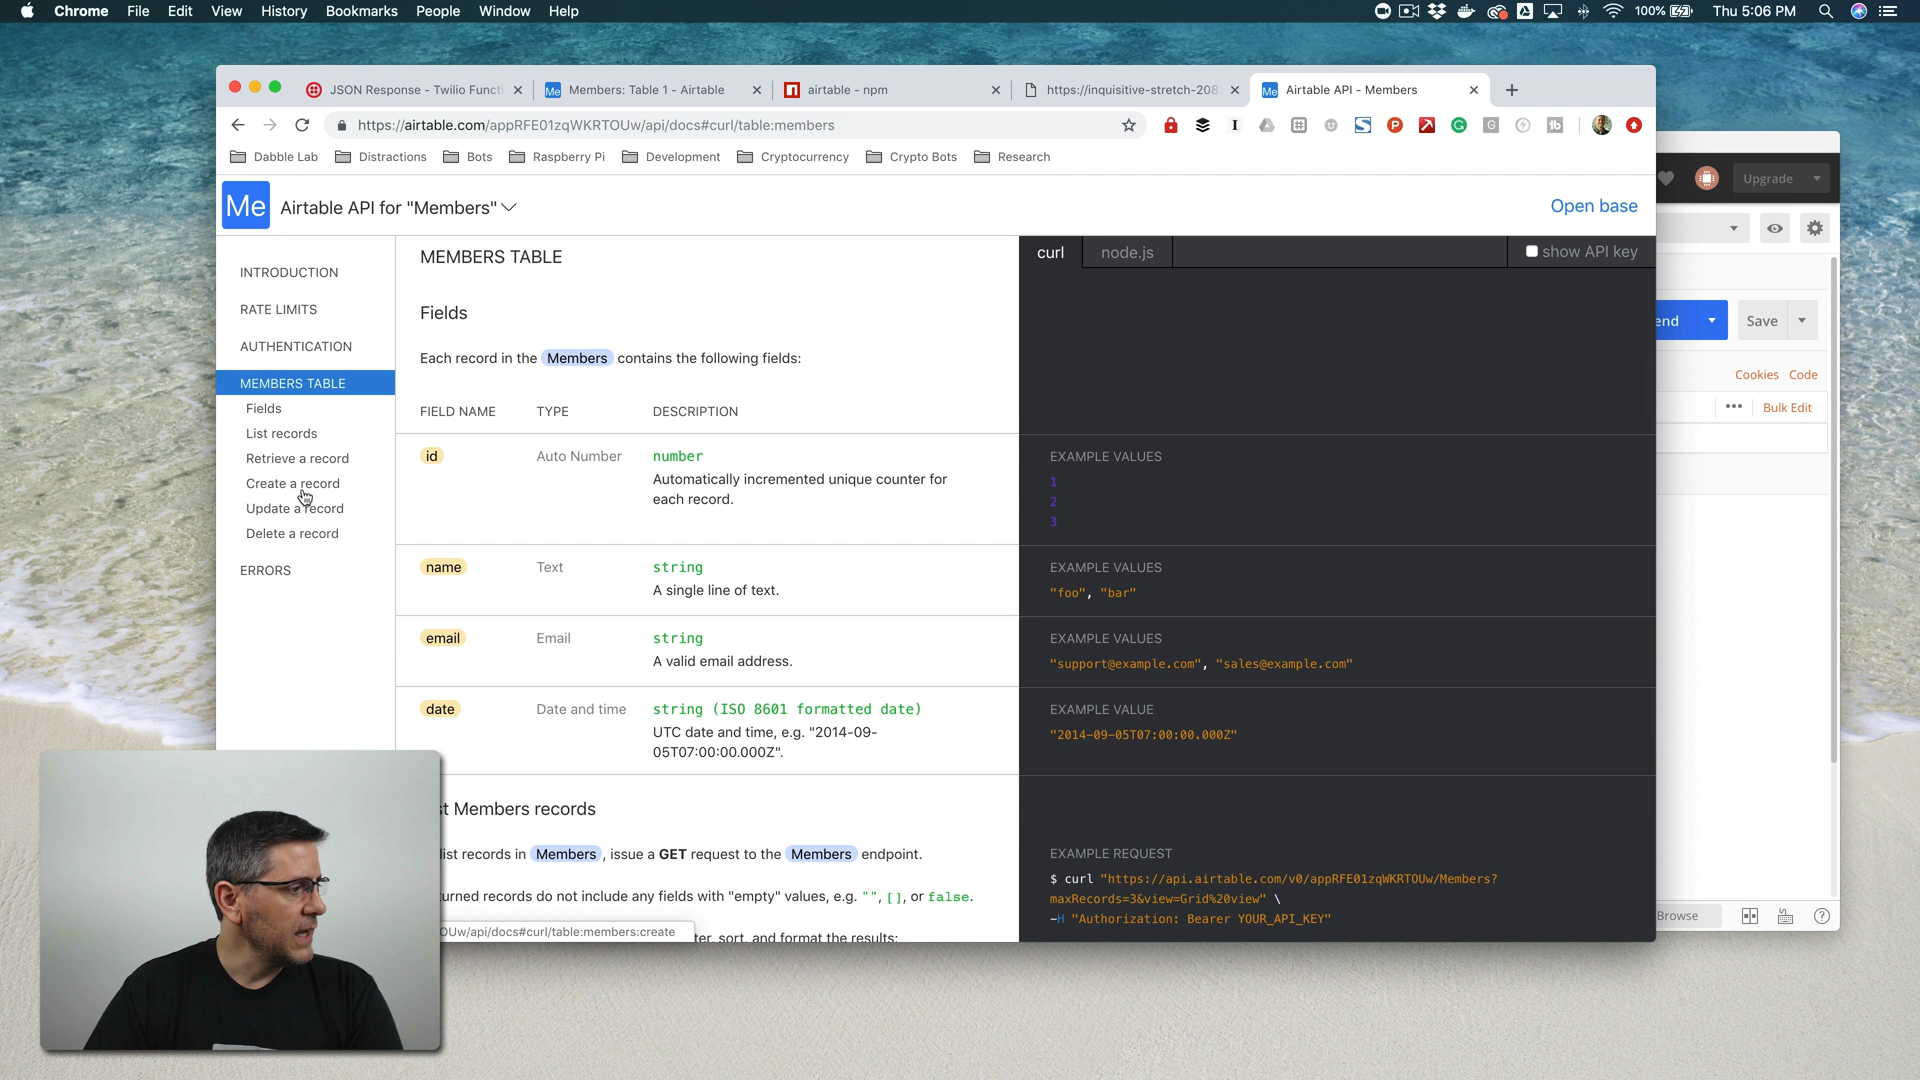 Chrome File Edit View History Bookmarks People Window Help 100% Thu 5:06 PM
JSON Response - Twilio Functi Me Members: Table 1 - Airtable airtable - npm https://inquisitive-stretch-208 Me Airtable API - Members
https://airtable.com/appRFE01zqWKRTOUw/api/docs#curl/table:members
Dabble Lab Distractions Bots Raspberry Pi Development Cryptocurrency Crypto Bots Research
Me Airtable API for "Members" Open base
Upgrade
INTRODUCTION
RATE LIMITS
AUTHENTICATION
MEMBERS TABLE
Fields
List records
Retrieve a record
Create a record
Update a record
Delete a record
ERRORS
MEMBERS TABLE
Fields
Each record in the Members contains the following fields:
FIELD NAME TYPE DESCRIPTION
id Auto Number number
Automatically incremented unique counter for
each record.
name Text string
A single line of text.
email Email string
A valid email address.
date Date and time string (ISO 8601 formatted date)
UTC date and time, e.g. "2014-09-
05T07:00:00.000Z".
st Members records
list records in Members, issue a GET request to the Members endpoint.
urned records do not include any fields with "empty" values, e.g. "", [], or false.
ter, sort, and format the results:
OUw/api/docs#curl/table:members:create
curl node.js show API key
EXAMPLE VALUES
1
2
3
EXAMPLE VALUES
"foo", "bar"
EXAMPLE VALUES
"support@example.com", "sales@example.com"
EXAMPLE VALUE
"2014-09-05T07:00:00.000Z"
EXAMPLE REQUEST
$ curl "https://api.airtable.com/v0/appRFE01zqWKRTOUw/Members?
maxRecords=3&view=Grid%20view" \
-H "Authorization: Bearer YOUR_API_KEY"
end Save
Cookies Code
Bulk Edit
Browse